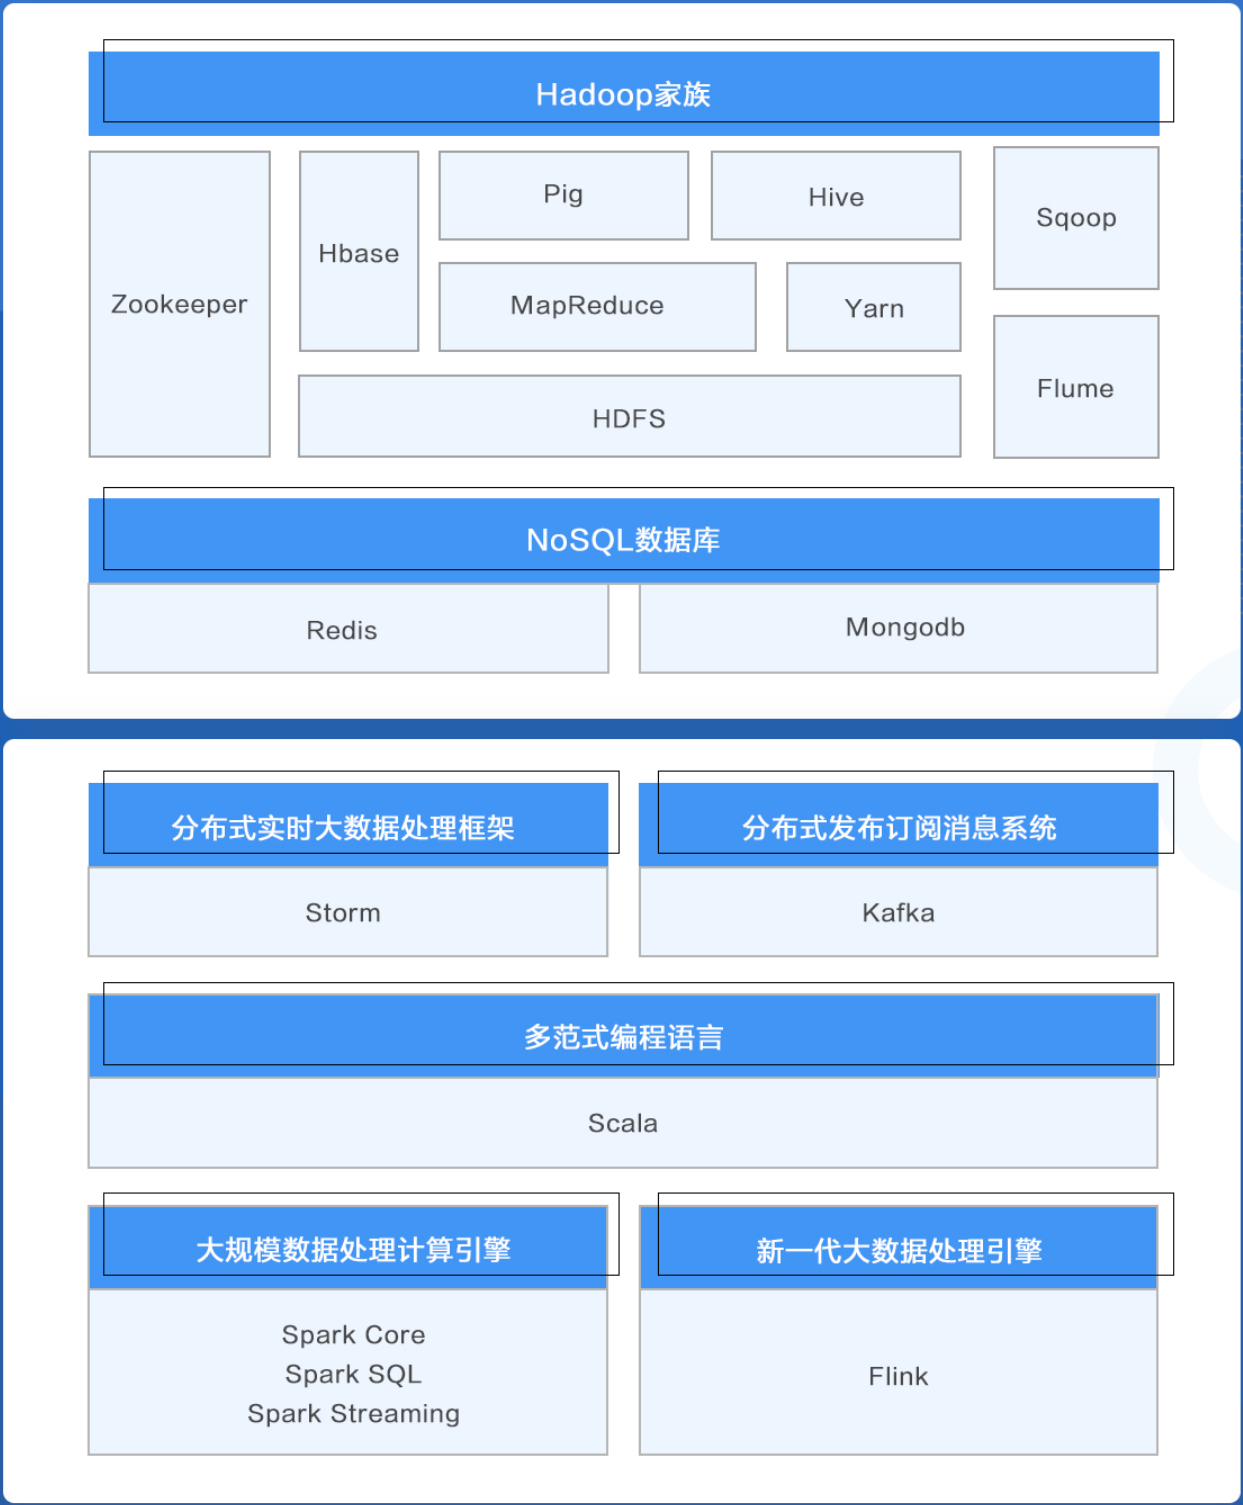 Hadoop家族
Zookeeper
Hbase
Pig
Hive
Sqoop
MapReduce
Yarn
Flume
HDFS
NoSQL数据库
Redis
Mongodb
分布式实时大数据处理框架
分布式发布订阅消息系统
Storm
Kafka
多范式编程语言
Scala
大规模数据处理计算引擎
新一代大数据处理引擎
Spark Core
Spark SQL
Spark Streaming
Flink